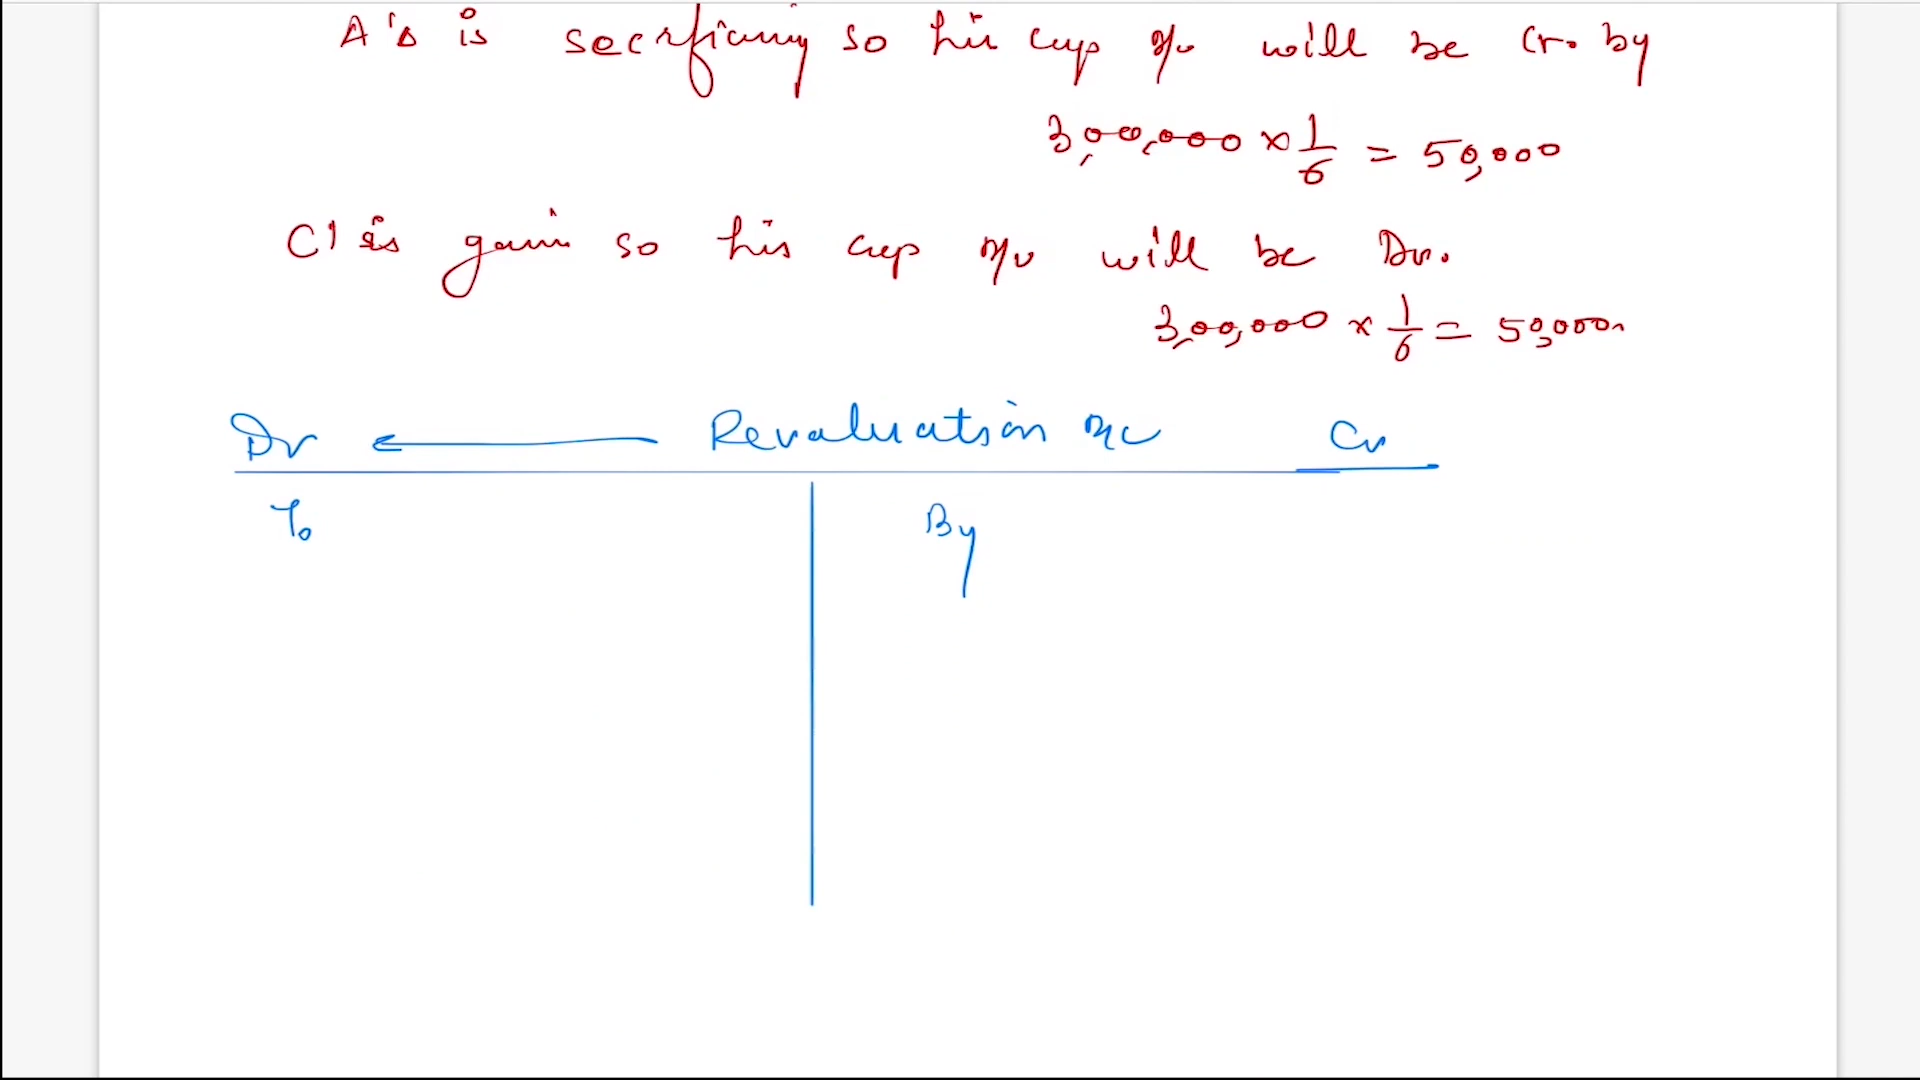 A's is secrficing so his cap A/c will be Cr. by
3,00,000 × 1/6 = 50,000
C's is gain so his cap A/c will be Dr.
3,00,000 × 1/6 = 50,000.
Dr Revaluation A/c Cr
To By